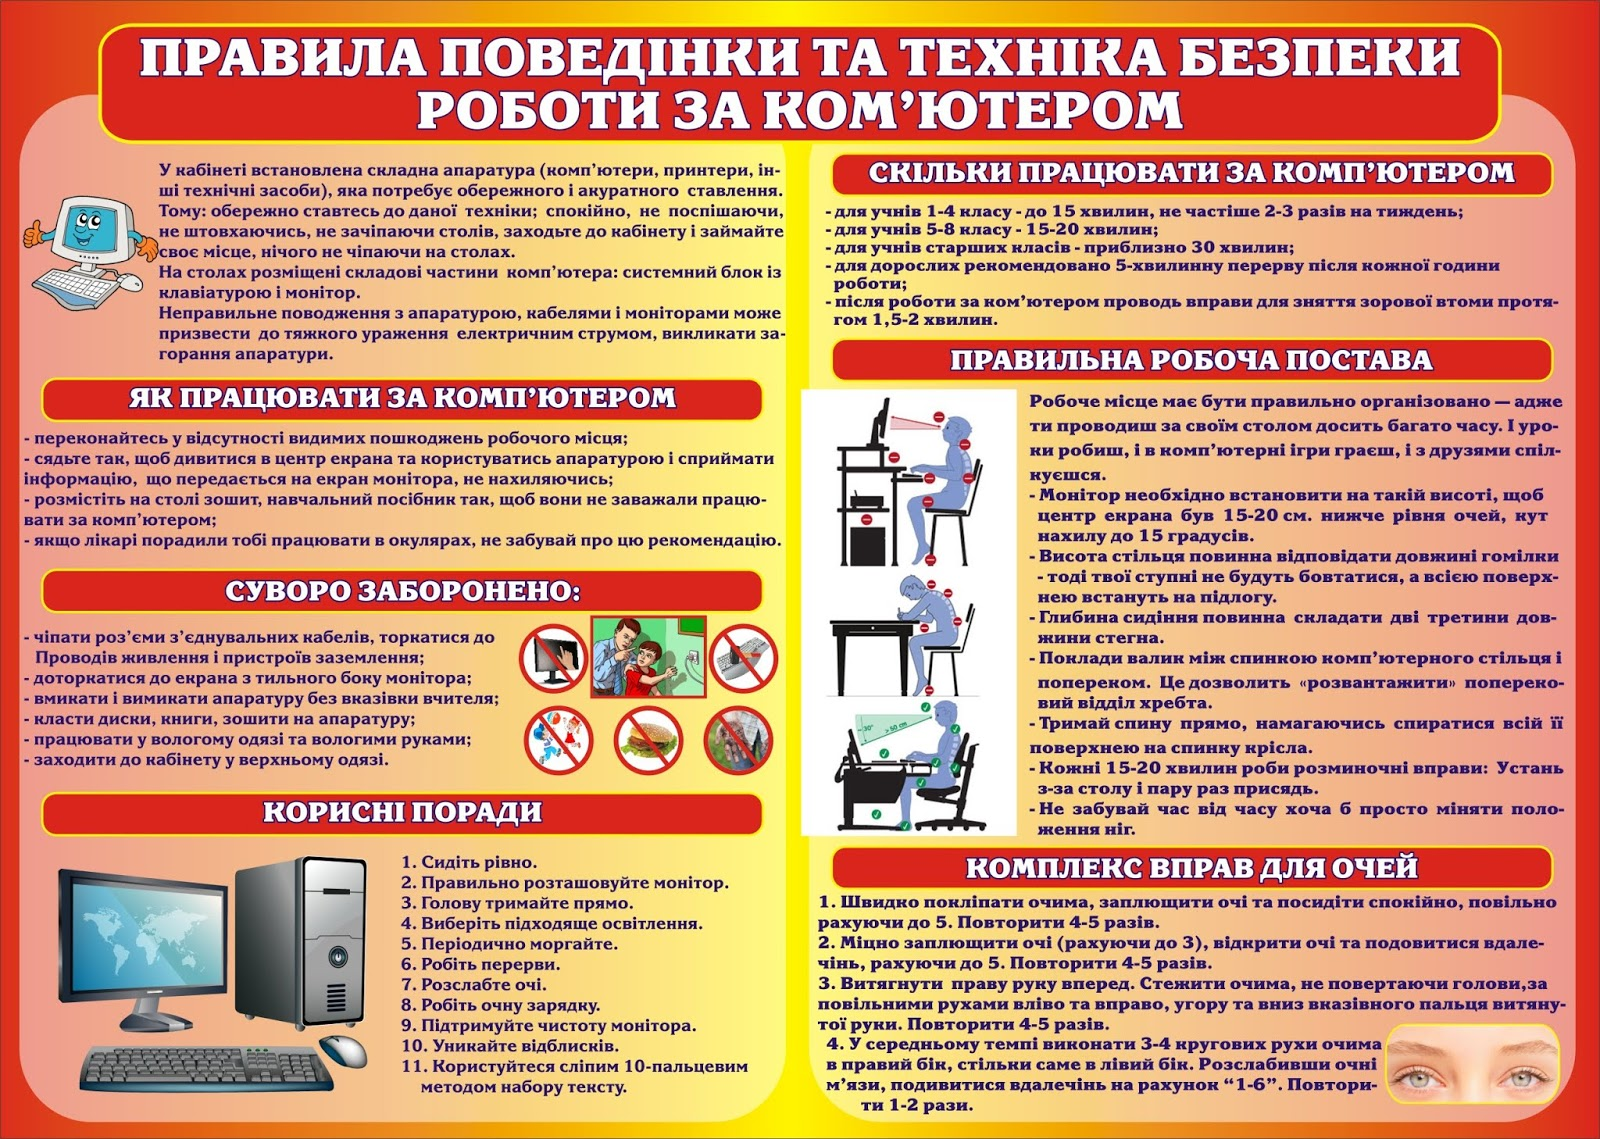 ПРАВИЛА ПОВЕДІНКИ ТА ТЕХНІКА БЕЗПЕКИ
РОБОТИ ЗА КОМ’ЮТЕРОМ
У кабінеті встановлена складна апаратура (комп’ютери, принтери, ін-
ші технічні засоби), яка потребує обережного і акуратного ставлення.
Тому: обережно ставтесь до даної техніки; спокійно, не поспішаючи,
не штовхаючись, не зачіпаючи столів, заходьте до кабінету і займайте
своє місце, нічого не чіпаючи на столах.
На столах розміщені складові частини комп’ютера: системний блок із
клавіатурою і монітор.
Неправильне поводження з апаратурою, кабелями і моніторами може
призвести до тяжкого ураження електричним струмом, викликати за-
горання апаратури.
ЯК ПРАЦЮВАТИ ЗА КОМП’ЮТЕРОМ
- переконайтесь у відсутності видимих пошкоджень робочого місця;
- сядьте так, щоб дивитися в центр екрана та користуватись апаратурою і сприймати
інформацію, що передається на екран монітора, не нахиляючись;
- розмістіть на столі зошит, навчальний посібник так, щоб вони не заважали працю-
вати за комп’ютером;
- якщо лікарі порадили тобі працювати в окулярах, не забувай про цю рекомендацію.
СУВОРО ЗАБОРОНЕНО:
- чіпати роз’єми з’єднувальних кабелів, торкатися до
Проводів живлення і пристроїв заземлення;
- доторкатися до екрана з тильного боку монітора;
- вмикати і вимикати апаратуру без вказівки вчителя;
- класти диски, книги, зошити на апаратуру;
- працювати у вологому одязі та вологими руками;
- заходити до кабінету у верхньому одязі.
КОРИСНІ ПОРАДИ
1. Сидіть рівно.
2. Правильно розташовуйте монітор.
3. Голову тримайте прямо.
4. Виберіть підходяще освітлення.
5. Періодично моргайте.
6. Робіть перерви.
7. Розслабте очі.
8. Робіть очну зарядку.
9. Підтримуйте чистоту монітора.
10. Уникайте відблисків.
11. Користуйтеся сліпим 10-пальцевим
методом набору тексту.
СКІЛЬКИ ПРАЦЮВАТИ ЗА КОМП’ЮТЕРОМ
- для учнів 1-4 класу - до 15 хвилин, не частіше 2-3 разів на тиждень;
- для учнів 5-8 класу - 15-20 хвилин;
- для учнів старших класів - приблизно 30 хвилин;
- для дорослих рекомендовано 5-хвилинну перерву після кожної години
роботи;
- після роботи за ком’ютером проводь вправи для зняття зорової втоми протя-
гом 1,5-2 хвилин.
ПРАВИЛЬНА РОБОЧА ПОСТАВА
Робоче місце має бути правильно організовано — адже
ти проводиш за своїм столом досить багато часу. І уро-
ки робиш, і в комп’ютерні ігри граєш, і з друзями спіл-
куєшся.
- Монітор необхідно встановити на такій висоті, щоб
центр екрана був 15-20 см. нижче рівня очей, кут
нахилу до 15 градусів.
- Висота стільця повинна відповідати довжині гомілки
- тоді твої ступні не будуть бовтатися, а всією поверх-
нею встануть на підлогу.
- Глибина сидіння повинна складати дві третини дов-
жини стегна.
- Поклади валик між спинкою комп’ютерного стільця і
попереком. Це дозволить «розвантажити» попереко-
вий відділ хребта.
- Тримай спину прямо, намагаючись спиратися всій її
поверхнею на спинку крісла.
- Кожні 15-20 хвилин роби розминочні вправи: Устань
з-за столу і пару раз присядь.
- Не забувай час від часу хоча б просто міняти поло-
ження ніг.
30°
> 50 cm
КОМПЛЕКС ВПРАВ ДЛЯ ОЧЕЙ
1. Швидко покліпати очима, заплющити очі та посидіти спокійно, повільно
рахуючи до 5. Повторити 4-5 разів.
2. Міцно заплющити очі (рахуючи до 3), відкрити очі та подовитися вдале-
чінь, рахуючи до 5. Повторити 4-5 разів.
3. Витягнути праву руку вперед. Стежити очима, не повертаючи голови,за
повільними рухами вліво та вправо, угору та вниз вказівного пальця витяну-
тої руки. Повторити 4-5 разів.
4. У середньому темпі виконати 3-4 кругових рухи очима
в правий бік, стільки саме в лівий бік. Розслабивши очні
м’язи, подивитися вдалечінь на рахунок “1-6”. Повтори-
ти 1-2 рази.